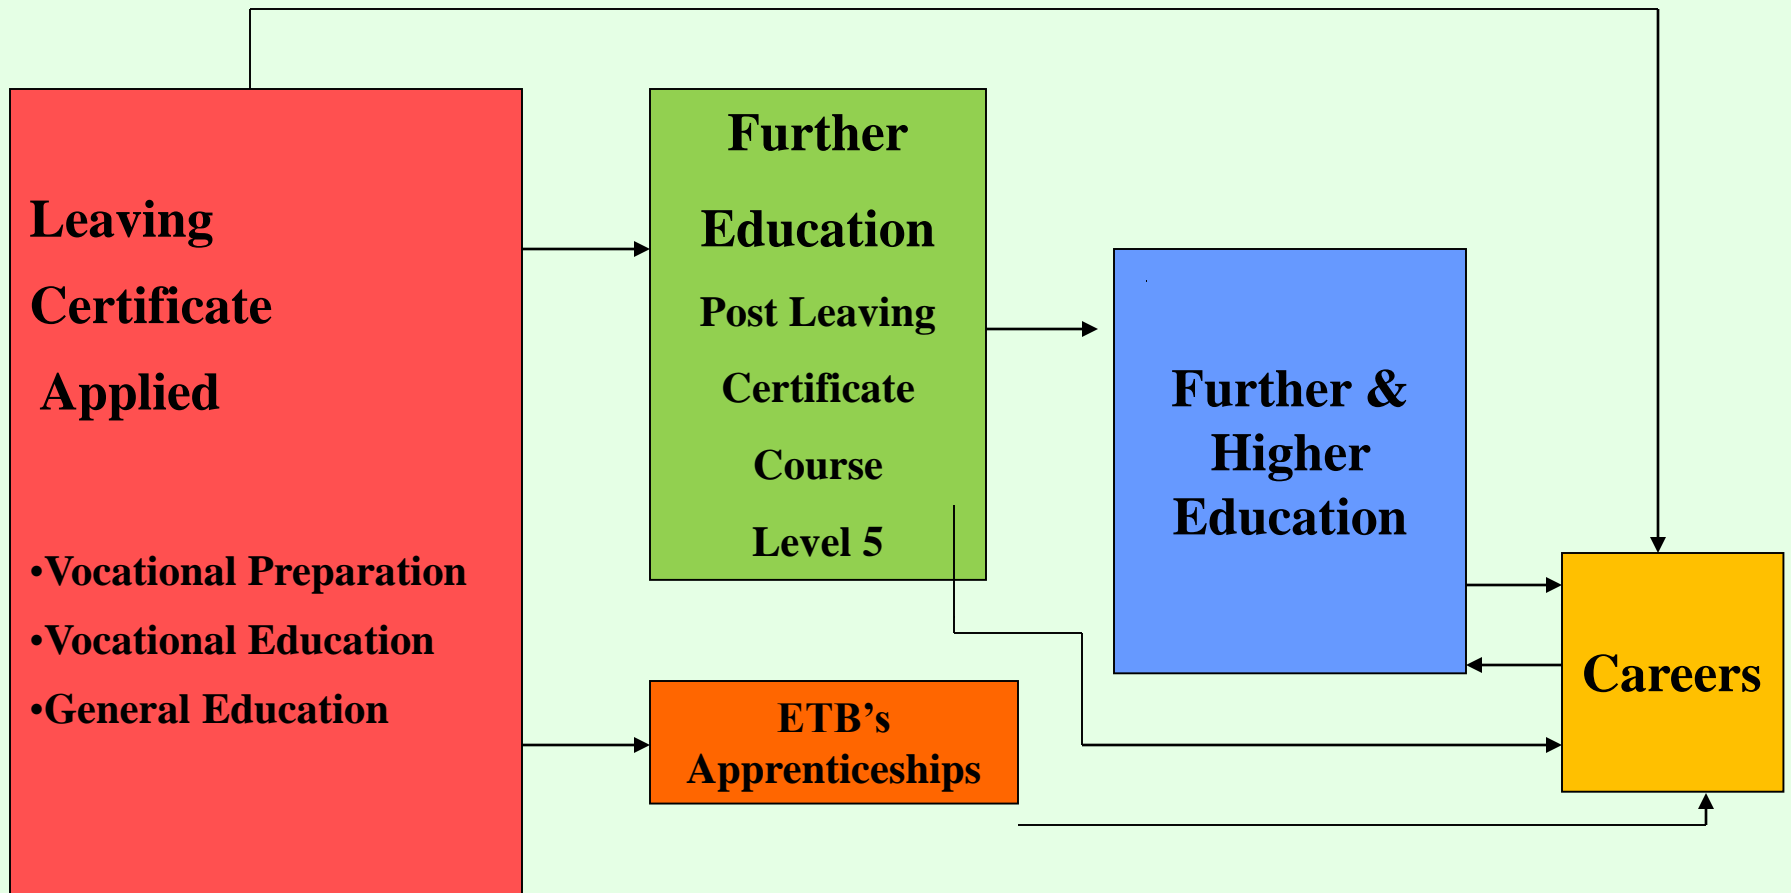 Leaving
Certificate
Applied
•Vocational Preparation
•Vocational Education
•General Education
Further
Education
Post Leaving
Certificate
Course
Level 5
ETB’s
Apprenticeships
Further &
Higher
Education
Careers